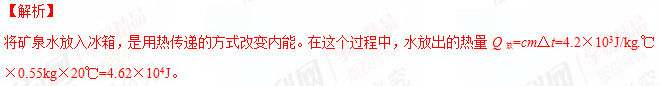 【解析】
将矿泉水放入冰箱，是用热传递的方式改变内能。在这个过程中，水放出的热量 Q放=cm△t=4.2×10³J/kg.℃
×0.55kg×20℃=4.62×10⁴J。